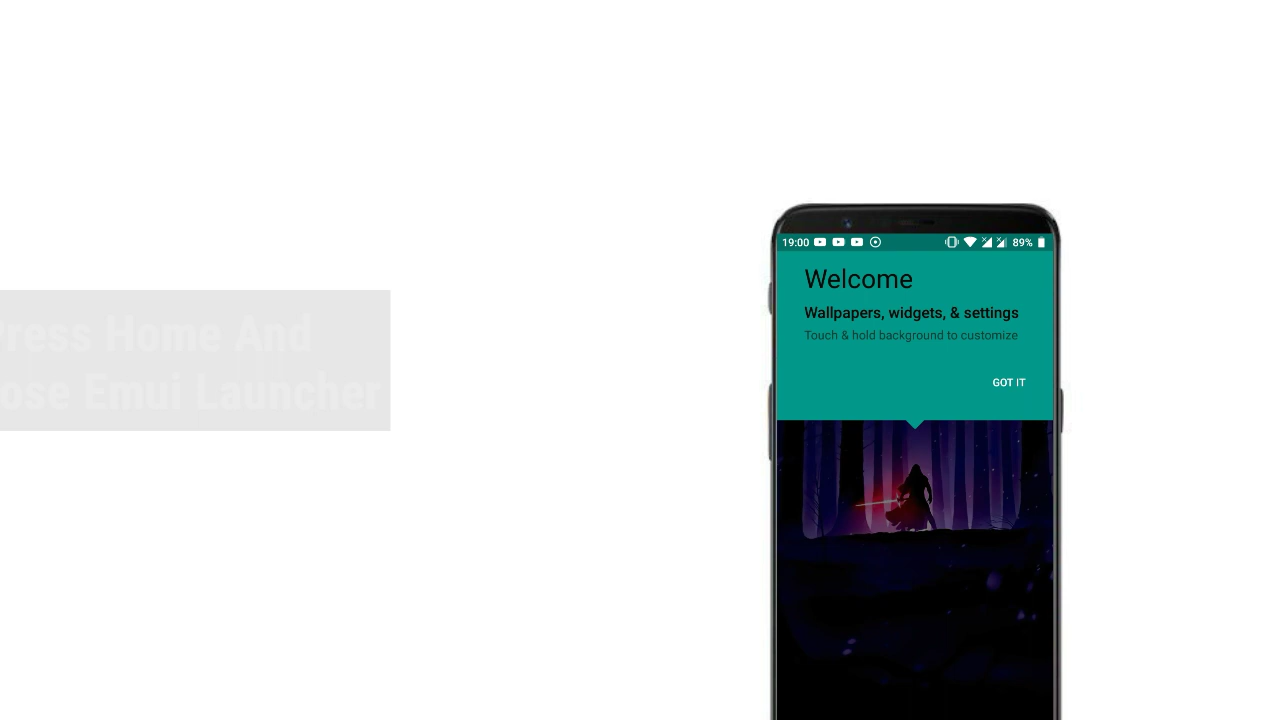 Press Home And
ose Emui Launcher
19:00 89%
Welcome
Wallpapers, widgets, & settings
Touch & hold background to customize
GOT IT